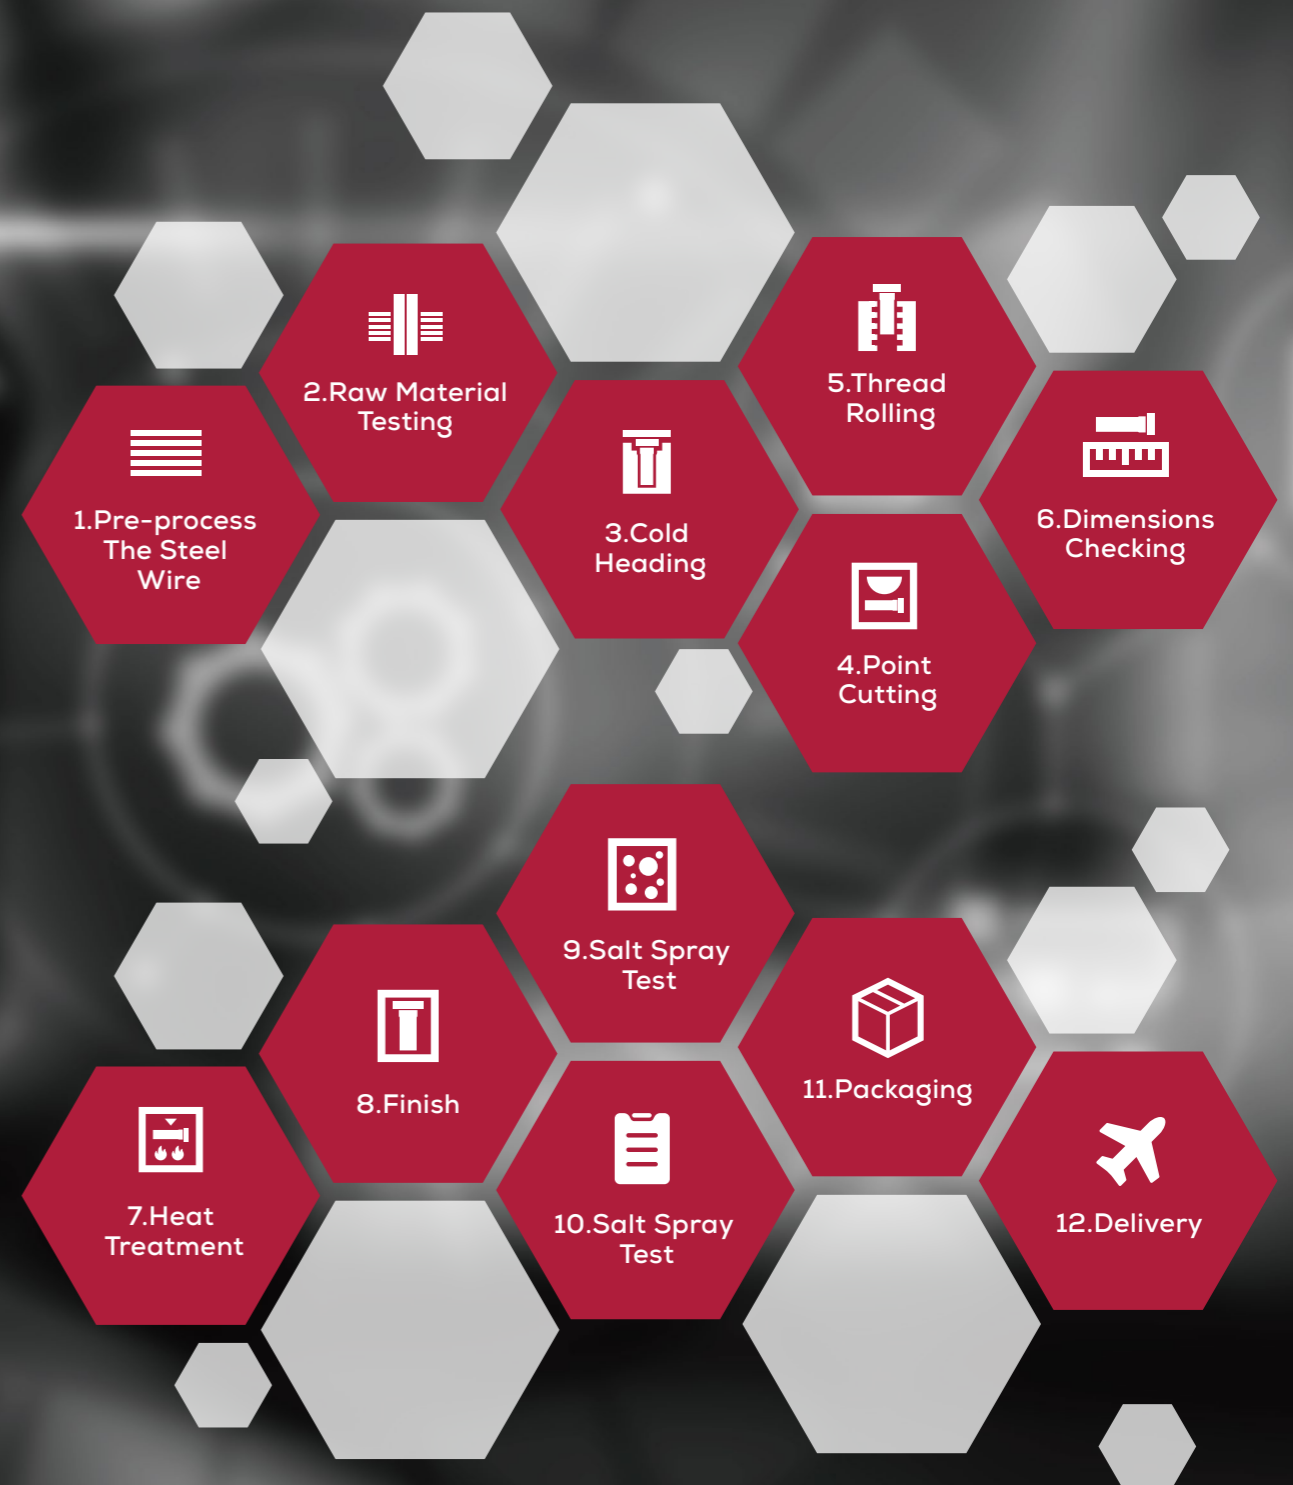 1.Pre-process
The Steel
Wire
2.Raw Material
Testing
3.Cold
Heading
4.Point
Cutting
5.Thread
Rolling
6.Dimensions
Checking
7.Heat
Treatment
8.Finish
9.Salt Spray
Test
10.Salt Spray
Test
11.Packaging
12.Delivery